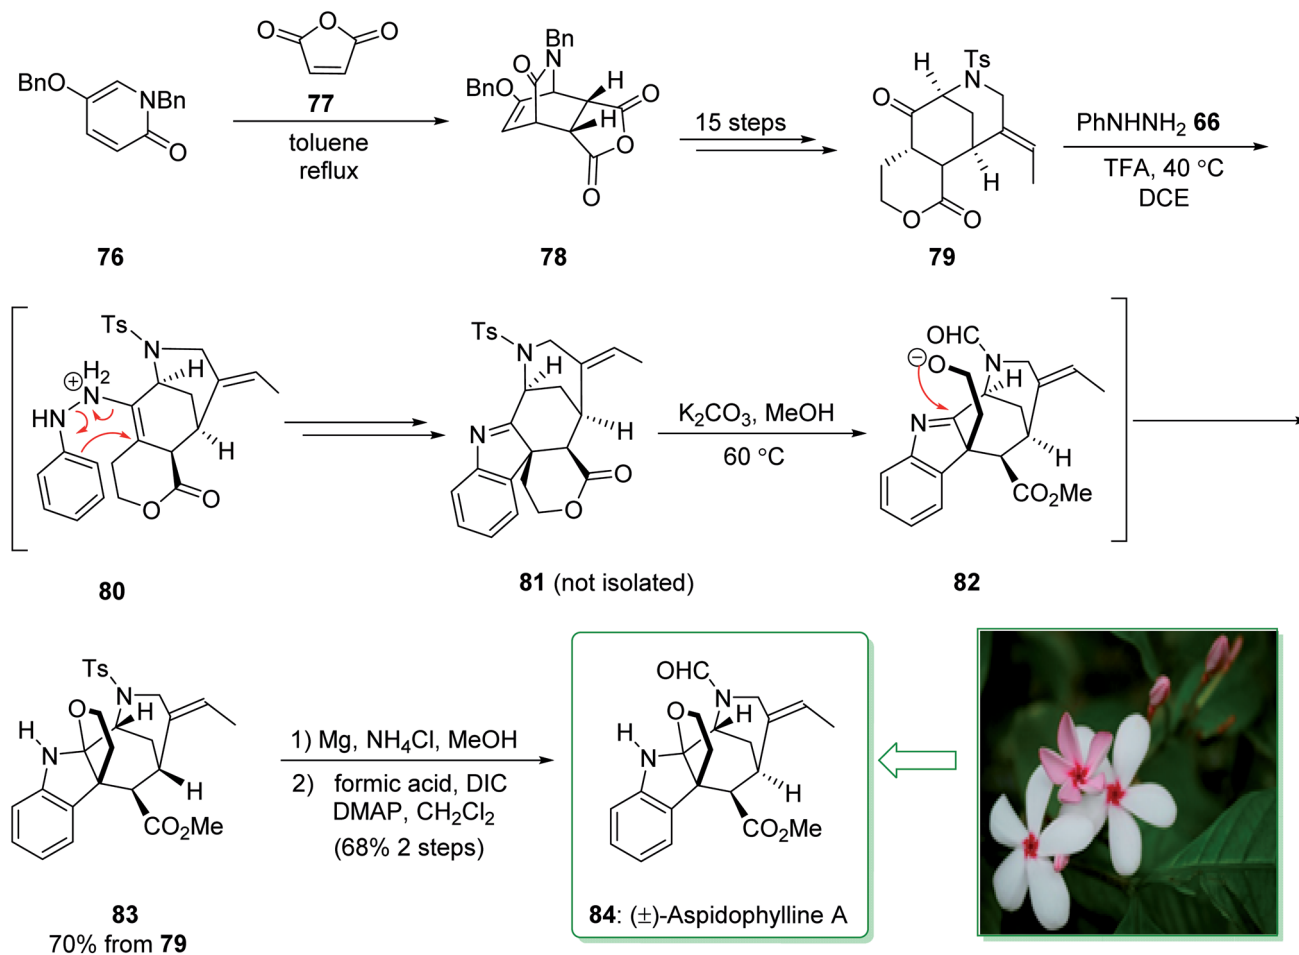 BnO
N
Bn
O
76
O
O
O
77
toluene
reflux
Bn
N
O
BnO
H
H
O
O
O
78
15 steps
Ts
H
N
O
H
O
O
79
PhNHNH₂ 66
TFA, 40 °C
DCE
Ts
N
H
H₂
⊕
N
HN
H
O
O
80
Ts
N
H
N
H
O
O
81 (not isolated)
K₂CO₃, MeOH
60 °C
OHC
⊖
O
N
H
N
H
CO₂Me
82
Ts
N
O
H
H
N
H
CO₂Me
83
70% from 79
1) Mg, NH₄Cl, MeOH
2) formic acid, DIC
DMAP, CH₂Cl₂
(68% 2 steps)
OHC
N
O
H
H
N
H
CO₂Me
84: (±)-Aspidophylline A